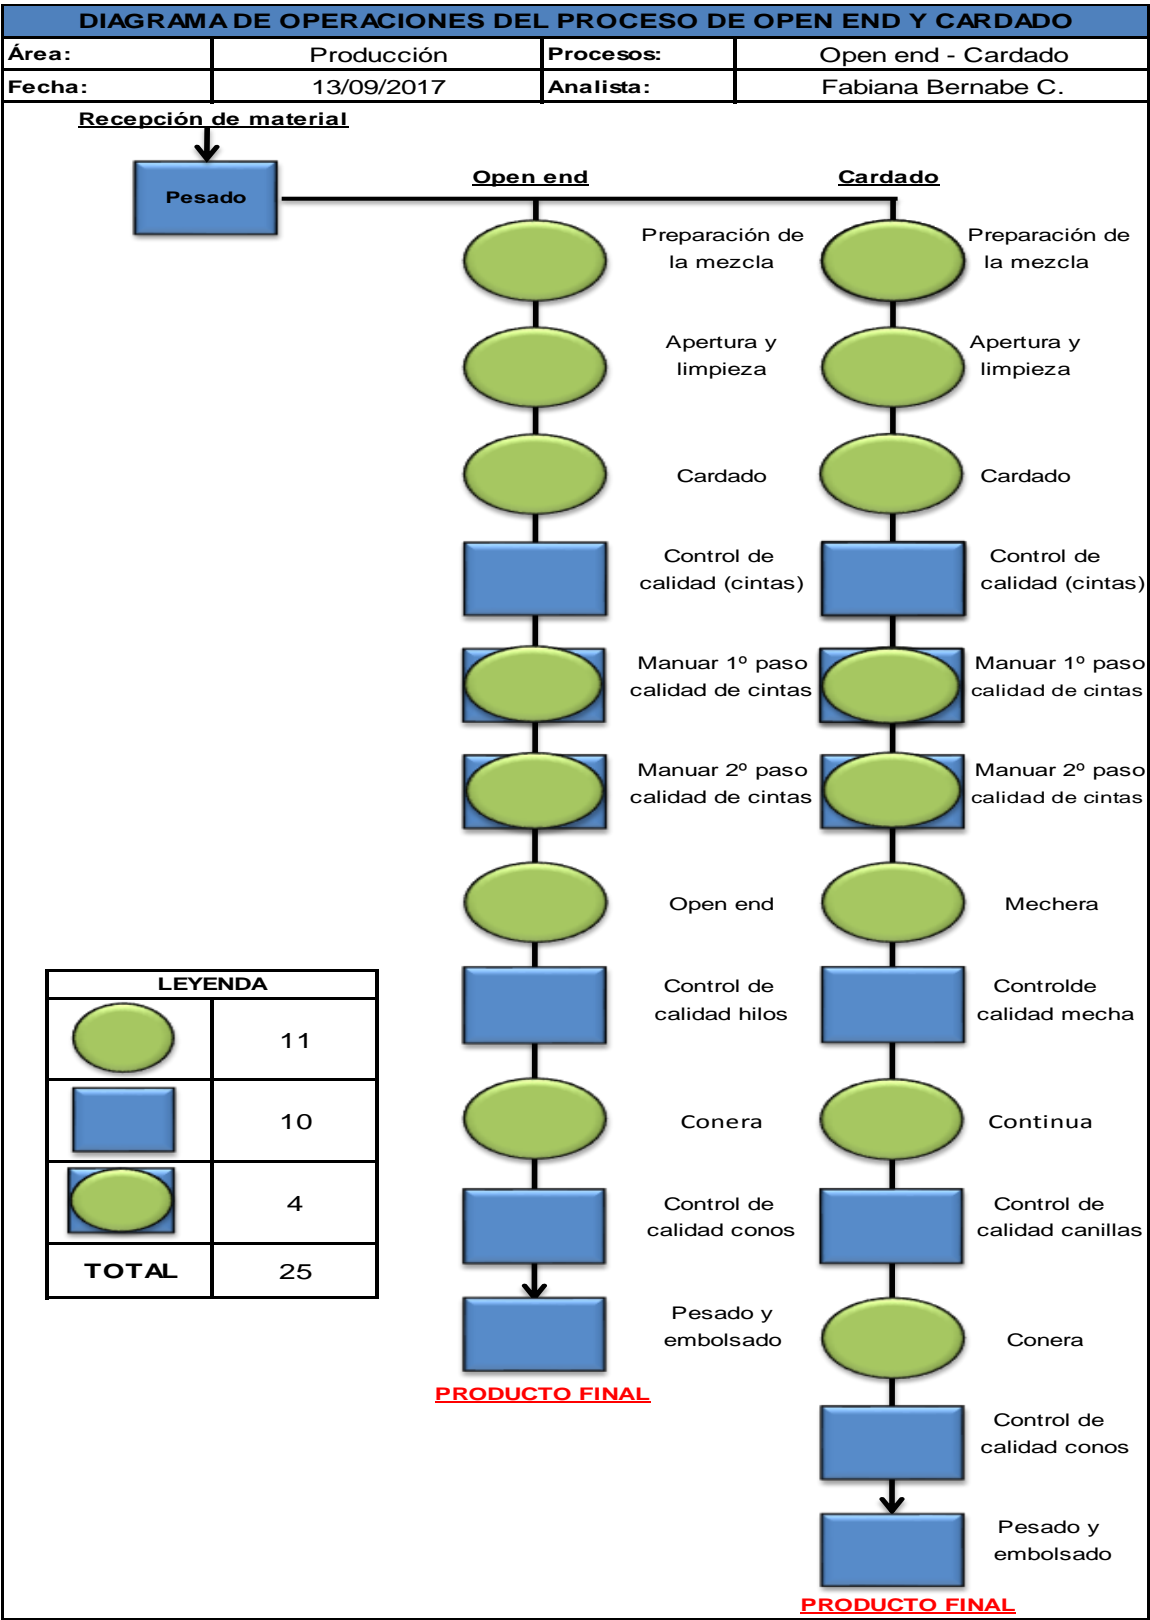 DIAGRAMA DE OPERACIONES DEL PROCESO DE OPEN END Y CARDADO
Área: Producción Procesos: Open end - Cardado
Fecha: 13/09/2017 Analista: Fabiana Bernabe C.
Recepción de material
Pesado
Open end
Cardado
Preparación de
la mezcla
Preparación de
la mezcla
Apertura y
limpieza
Apertura y
limpieza
Cardado
Cardado
Control de
calidad (cintas)
Control de
calidad (cintas)
Manuar 1º paso
calidad de cintas
Manuar 1º paso
calidad de cintas
Manuar 2º paso
calidad de cintas
Manuar 2º paso
calidad de cintas
Open end
Mechera
Control de
calidad hilos
Controlde
calidad mecha
Conera
Continua
Control de
calidad conos
Control de
calidad canillas
Pesado y
embolsado
Conera
PRODUCTO FINAL
Control de
calidad conos
Pesado y
embolsado
PRODUCTO FINAL
LEYENDA
11
10
4
TOTAL 25